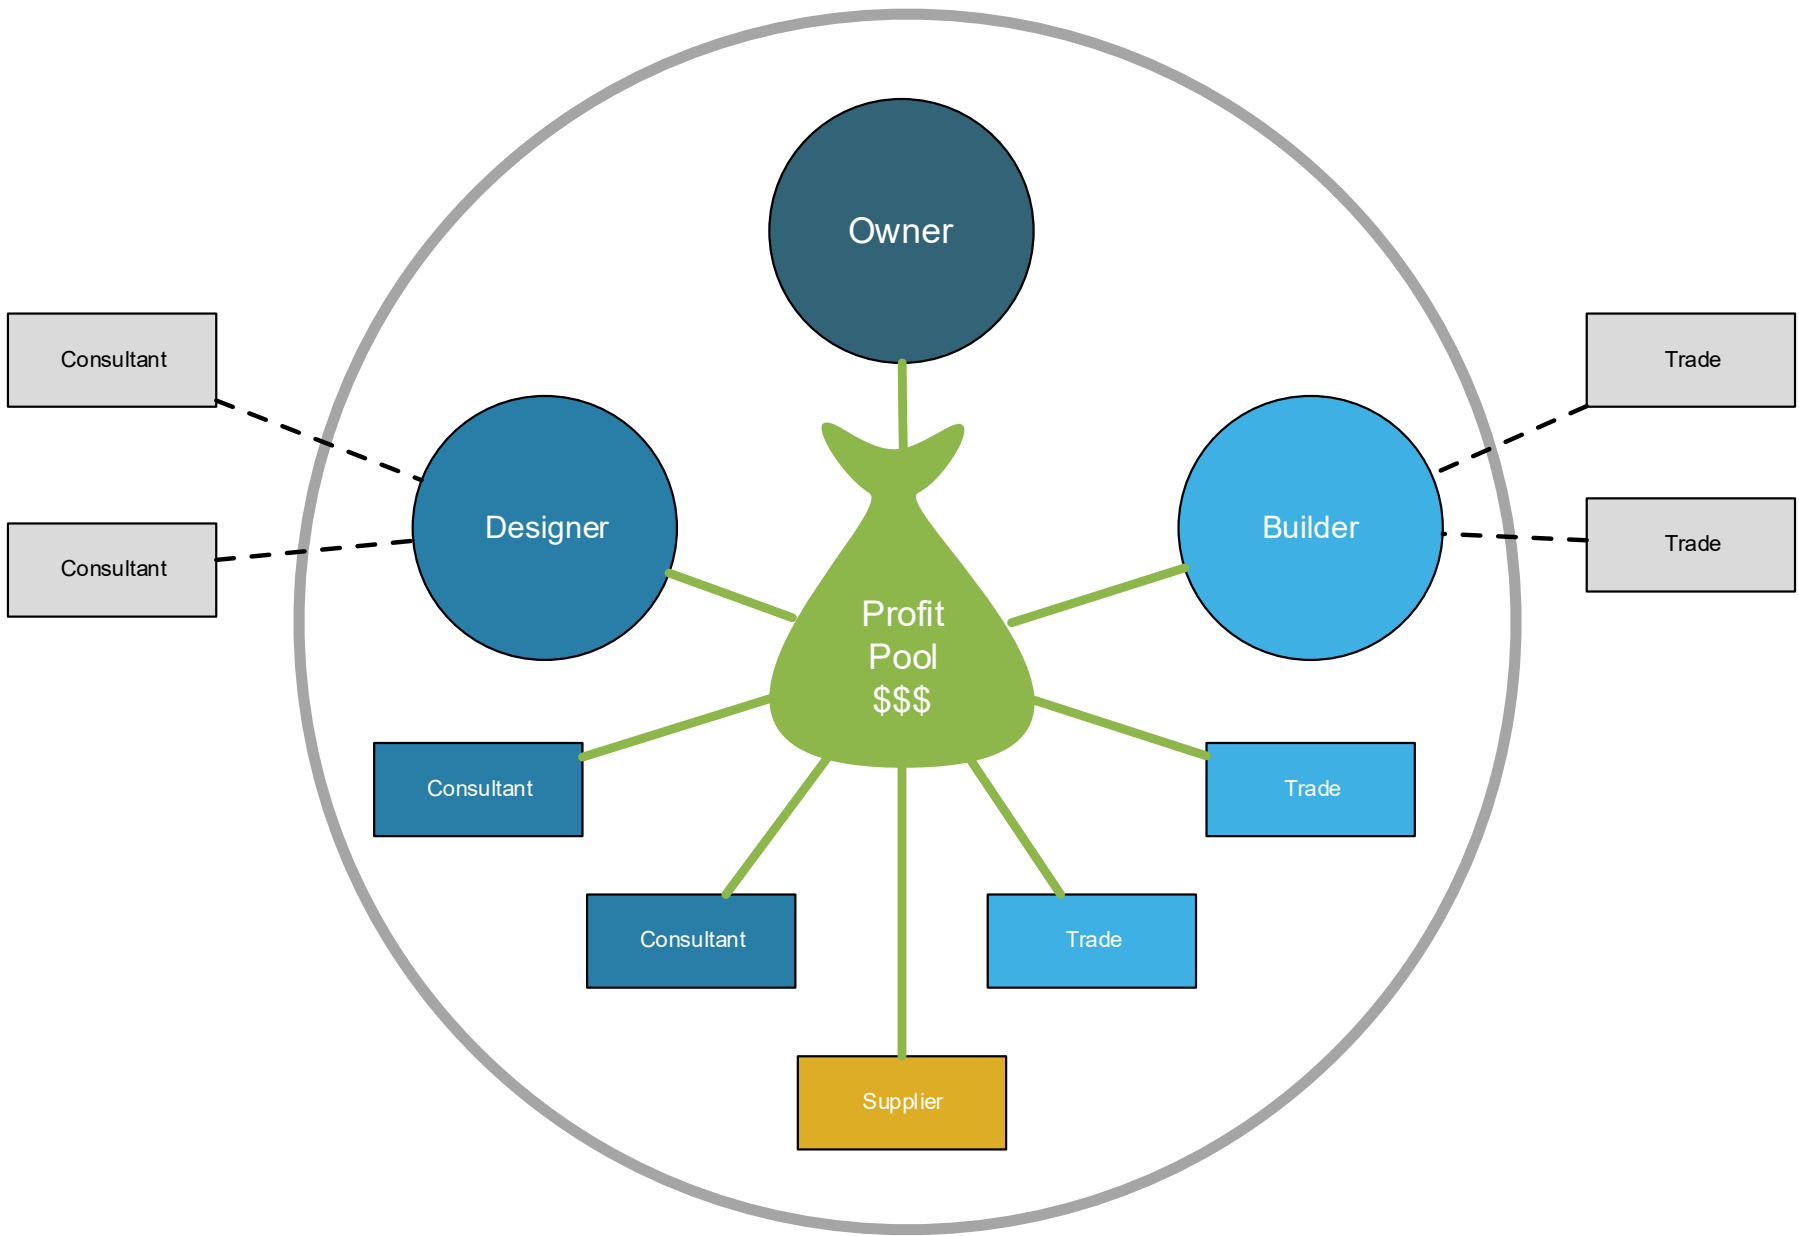 Owner
Consultant
Trade
Designer
Builder
Consultant
Trade
Profit
Pool
$$$
Consultant
Trade
Consultant
Trade
Supplier